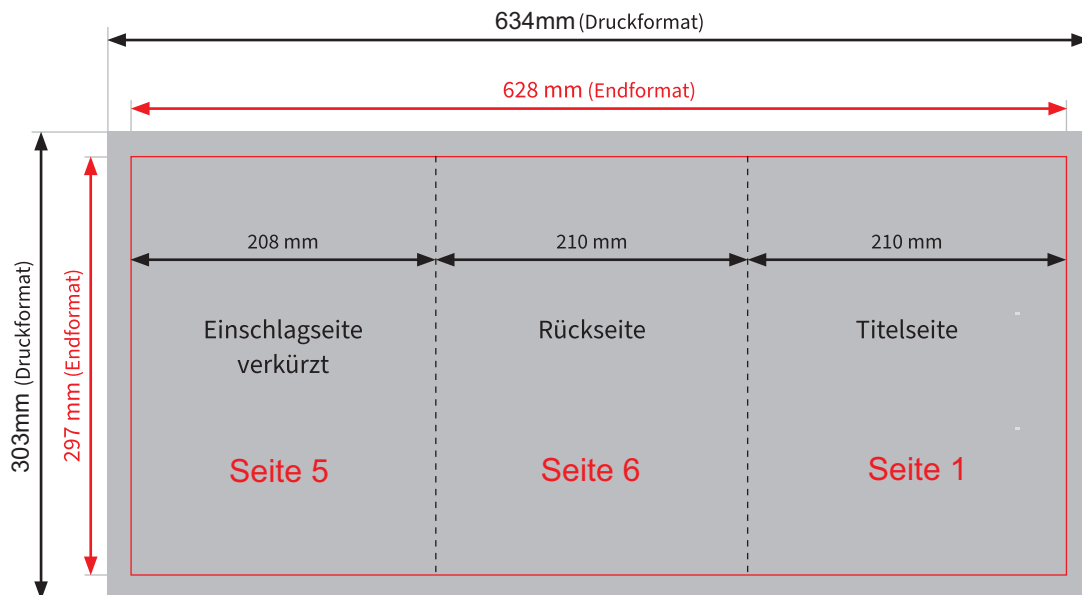 634mm (Druckformat)
628 mm (Endformat)
303mm (Druckformat)
297 mm (Endformat)
208 mm
210 mm
210 mm
Einschlagseite
verkürzt
Rückseite
Titelseite
Seite 5
Seite 6
Seite 1